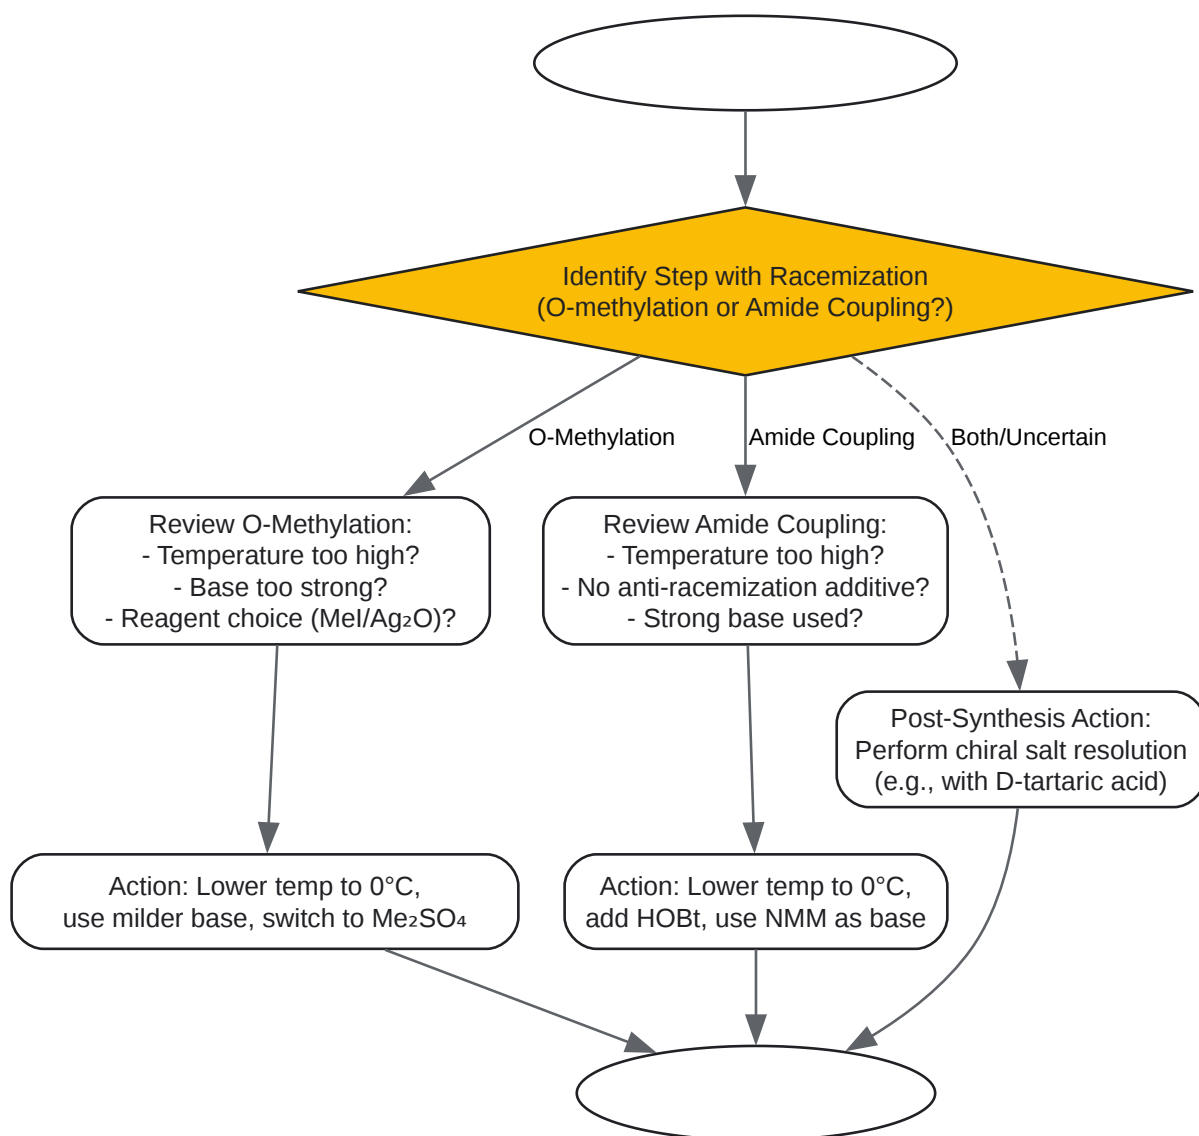 Identify Step with Racemization
(O-methylation or Amide Coupling?)
O-Methylation
Amide Coupling
Both/Uncertain
Review O-Methylation:
- Temperature too high?
- Base too strong?
- Reagent choice (MeI/Ag₂O)?
Review Amide Coupling:
- Temperature too high?
- No anti-racemization additive?
- Strong base used?
Post-Synthesis Action:
Perform chiral salt resolution
(e.g., with D-tartaric acid)
Action: Lower temp to 0°C,
use milder base, switch to Me₂SO₄
Action: Lower temp to 0°C,
add HOBt, use NMM as base